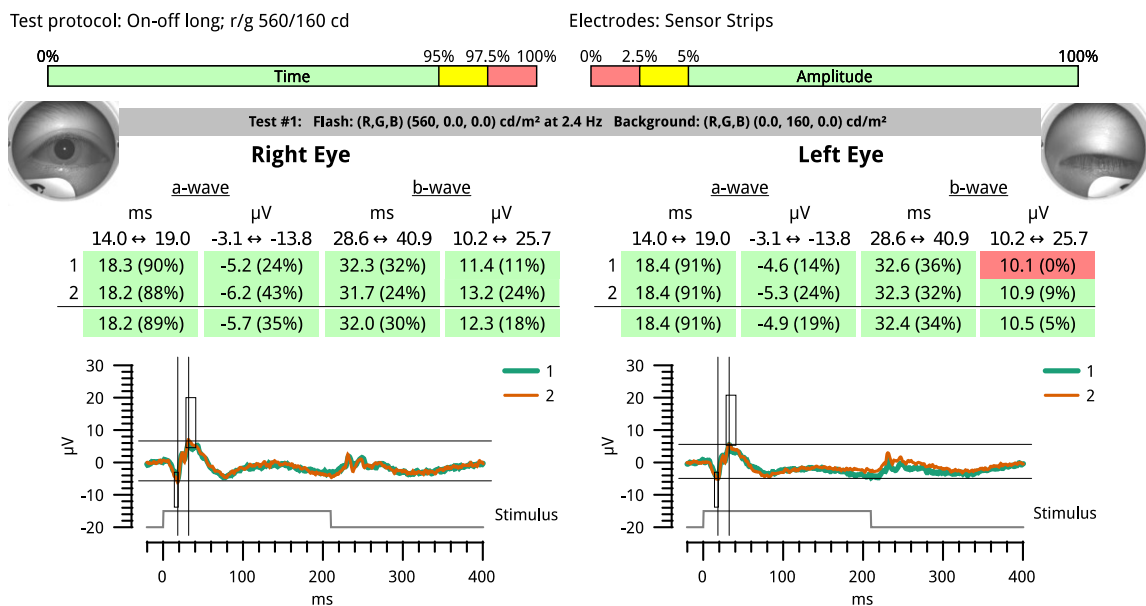 Test protocol: On-off long; r/g 560/160 cd Electrodes: Sensor Strips
0% 95% 97.5% 100% 0% 2.5% 5% 100%
Time Amplitude
Test #1: Flash: (R,G,B) (560, 0.0, 0.0) cd/m² at 2.4 Hz Background: (R,G,B) (0.0, 160, 0.0) cd/m²
Right Eye Left Eye
a-wave b-wave a-wave b-wave
ms µV ms µV ms µV ms µV
14.0 ↔ 19.0 -3.1 ↔ -13.8 28.6 ↔ 40.9 10.2 ↔ 25.7 14.0 ↔ 19.0 -3.1 ↔ -13.8 28.6 ↔ 40.9 10.2 ↔ 25.7
1 18.3 (90%) -5.2 (24%) 32.3 (32%) 11.4 (11%) 1 18.4 (91%) -4.6 (14%) 32.6 (36%) 10.1 (0%)
2 18.2 (88%) -6.2 (43%) 31.7 (24%) 13.2 (24%) 2 18.4 (91%) -5.3 (24%) 32.3 (32%) 10.9 (9%)
18.2 (89%) -5.7 (35%) 32.0 (30%) 12.3 (18%) 18.4 (91%) -4.9 (19%) 32.4 (34%) 10.5 (5%)
30 1 30 1
20 2 20 2
10 10
µV 0 µV 0
-10 -10
-20 Stimulus -20 Stimulus
0 100 200 300 400 0 100 200 300 400
ms ms